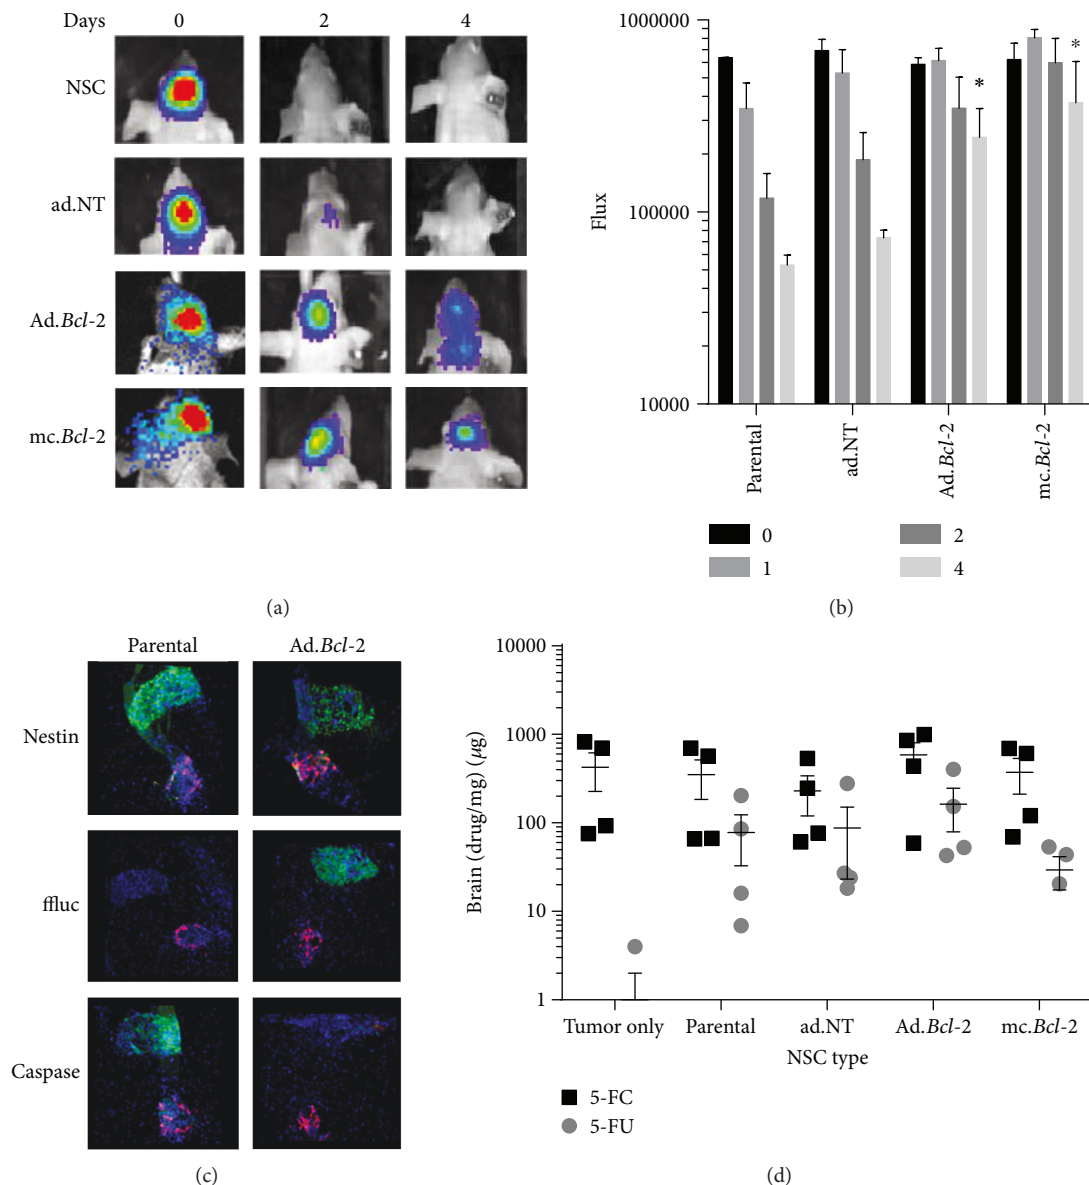 Days 0 2 4
NSC
ad.NT
Ad.Bcl-2
mc.Bcl-2
(a)
1000000
100000
10000
Flux
*
*
Parental
ad.NT
Ad.Bcl-2
mc.Bcl-2
0 2
1 4
(b)
Parental Ad.Bcl-2
Nestin
ffluc
Caspase
(c)
10000
1000
100
10
1
Brain (drug/mg) (μg)
Tumor only Parental ad.NT Ad.Bcl-2 mc.Bcl-2
NSC type
5-FC
5-FU
(d)